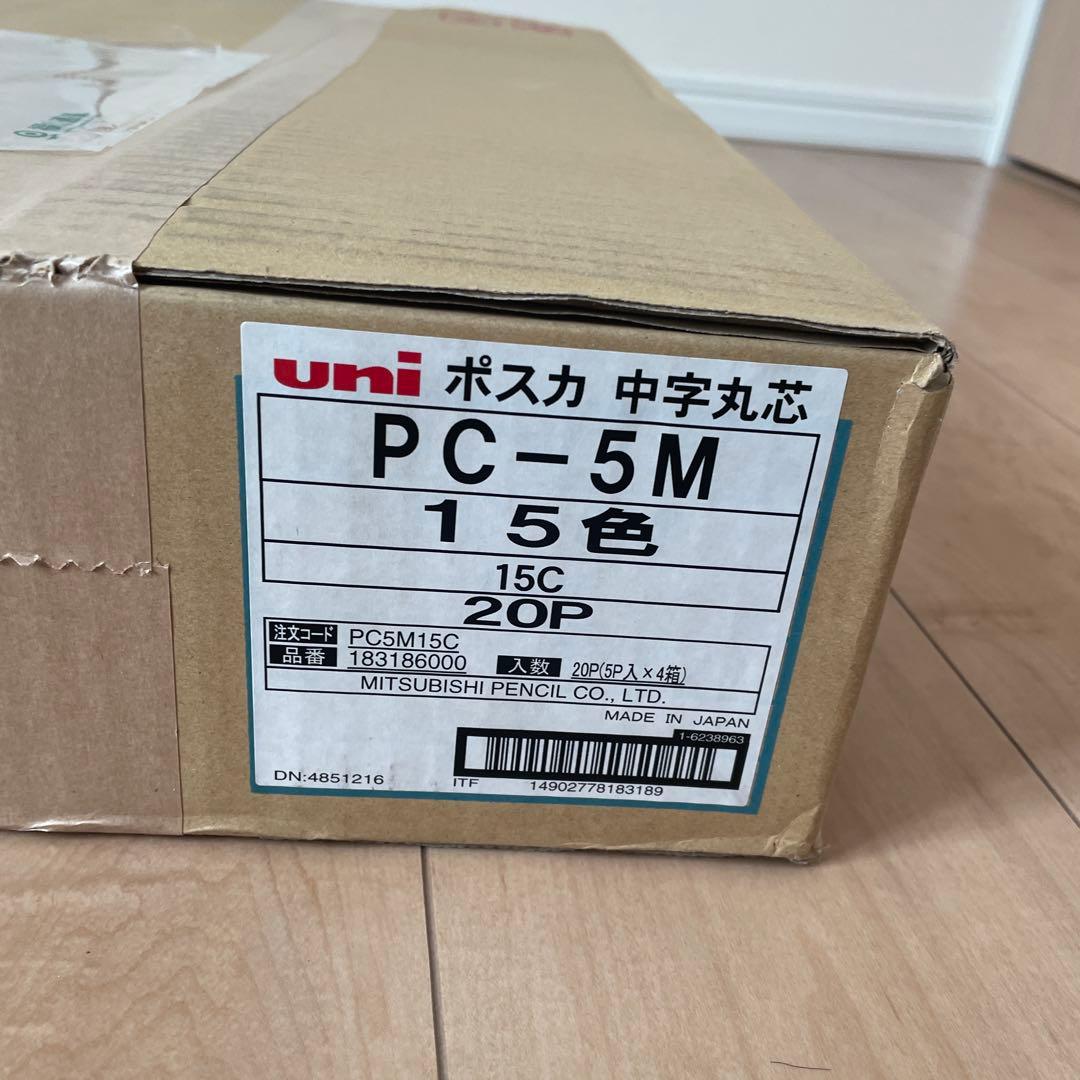 uni ポスカ 中字丸芯
PC-5M
15色
15C
20P
注文コード PC5M15C
品番 183186000 入数 20P(5P入×4箱)
MITSUBISHI PENCIL CO., LTD.
MADE IN JAPAN
1-6238963
DN:4851216 ITF 14902778183189